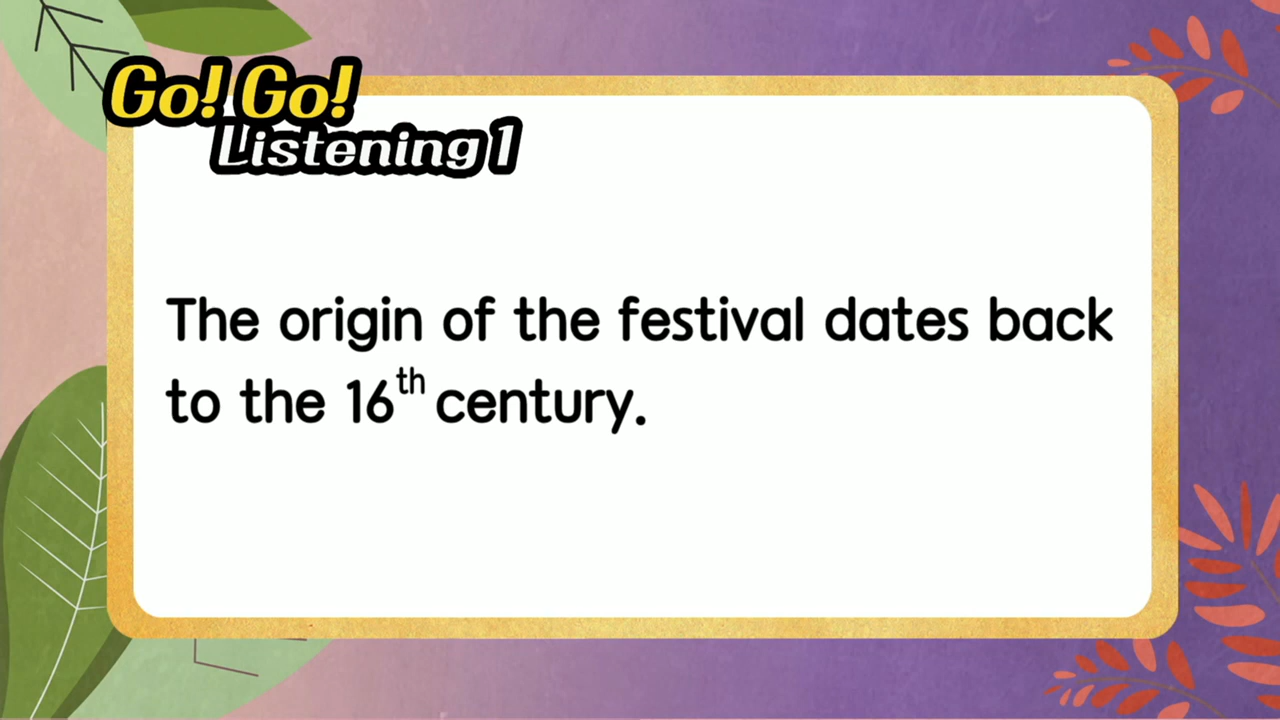 Go! Go!
Listening 1
The origin of the festival dates back
to the 16th century.